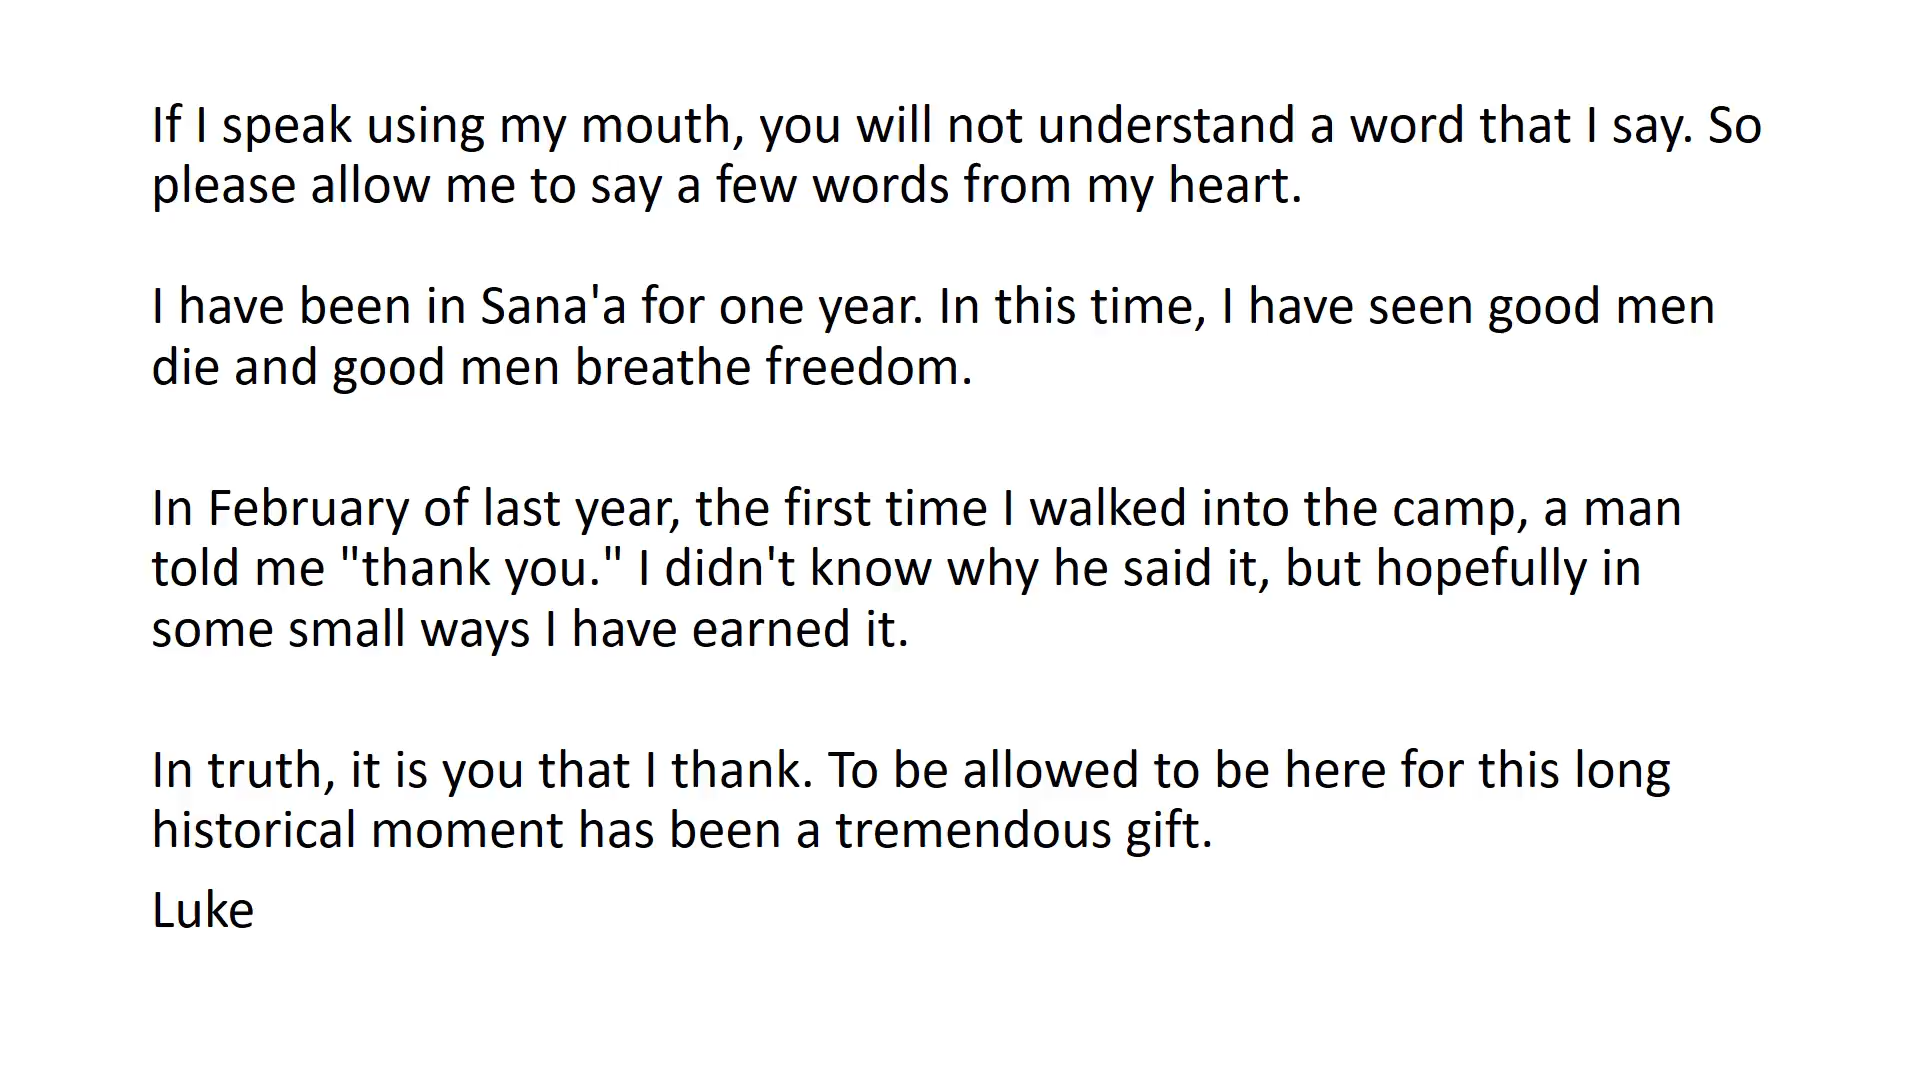 If I speak using my mouth, you will not understand a word that I say. So
please allow me to say a few words from my heart.
I have been in Sana'a for one year. In this time, I have seen good men
die and good men breathe freedom.
In February of last year, the first time I walked into the camp, a man
told me "thank you." I didn't know why he said it, but hopefully in
some small ways I have earned it.
In truth, it is you that I thank. To be allowed to be here for this long
historical moment has been a tremendous gift.
Luke